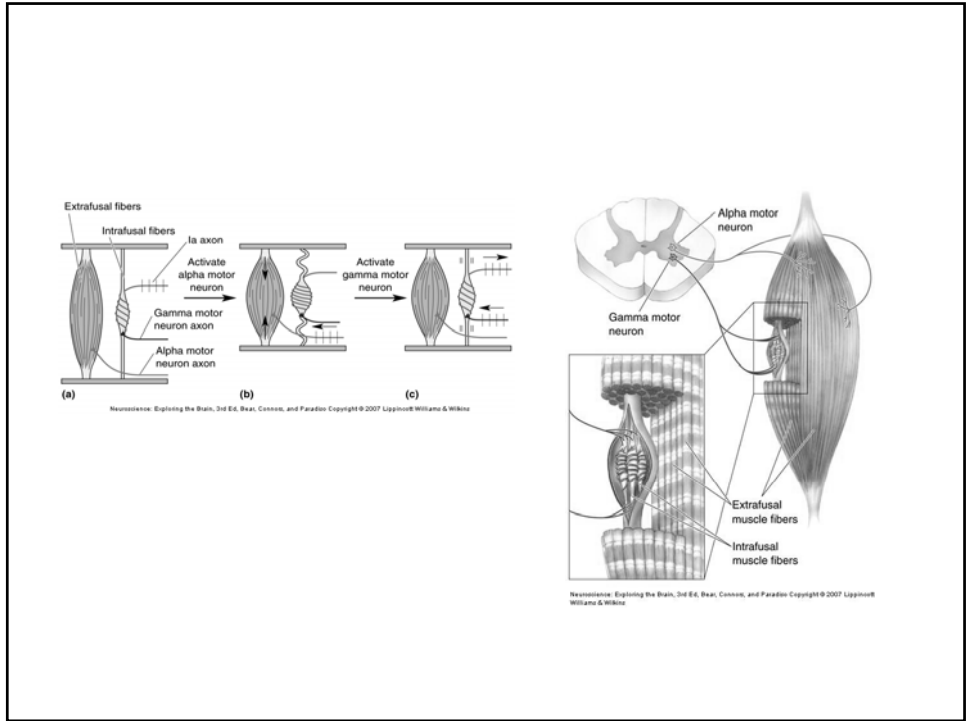 Extrafusal fibers
Intrafusal fibers
Ia axon
Activate
alpha motor
neuron
Activate
gamma motor
neuron
Gamma motor
neuron axon
Alpha motor
neuron axon
(a)
(b)
(c)
Neuroscience: Exploring the Brain, 3rd Ed, Bear, Connors, and Paradiso Copyright © 2007 Lippincott Williams & Wilkins
Alpha motor
neuron
Gamma motor
neuron
Extrafusal
muscle fibers
Intrafusal
muscle fibers
Neuroscience: Exploring the Brain, 3rd Ed, Bear, Connors, and Paradiso Copyright © 2007 Lippincott
Williams & Wilkins